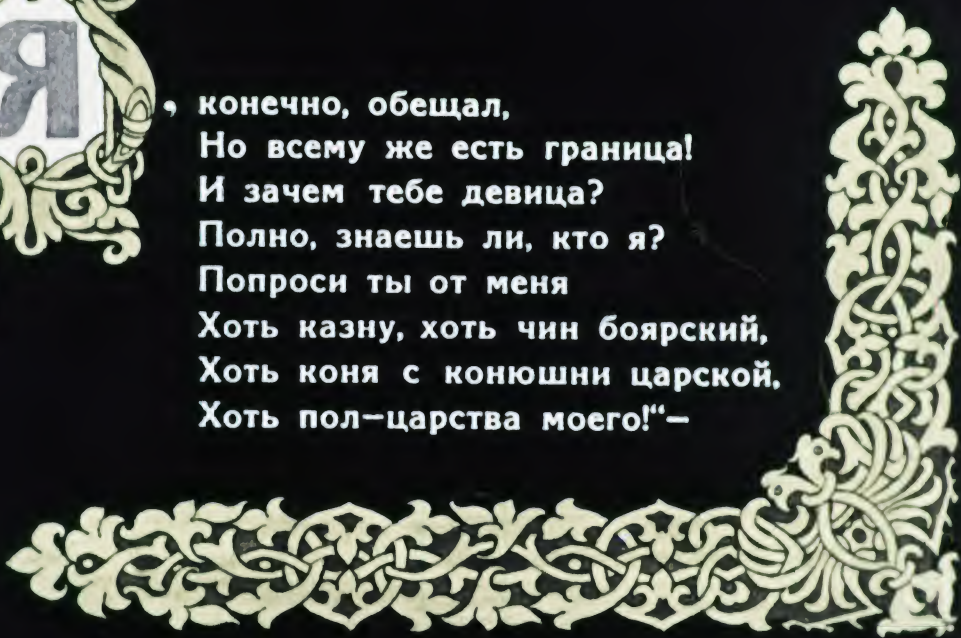 Я, конечно, обещал,
Но всему же есть граница!
И зачем тебе девица?
Полно, знаешь ли, кто я?
Попроси ты от меня
Хоть казну, хоть чин боярский,
Хоть коня с конюшни царской,
Хоть пол-царства моего!“—